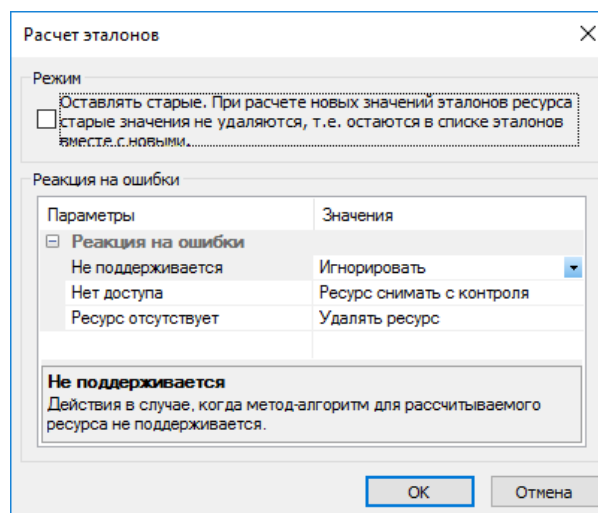 Расчет эталонов
Режим
Оставлять старые. При расчете новых значений эталонов ресурса
старые значения не удаляются, т.е. остаются в списке эталонов
вместе с новыми.
Реакция на ошибки
Параметры Значения
Реакция на ошибки
Не поддерживается Игнорировать
Нет доступа Ресурс снимать с контроля
Ресурс отсутствует Удалять ресурс
Не поддерживается
Действия в случае, когда метод-алгоритм для рассчитываемого
ресурса не поддерживается.
OK Отмена